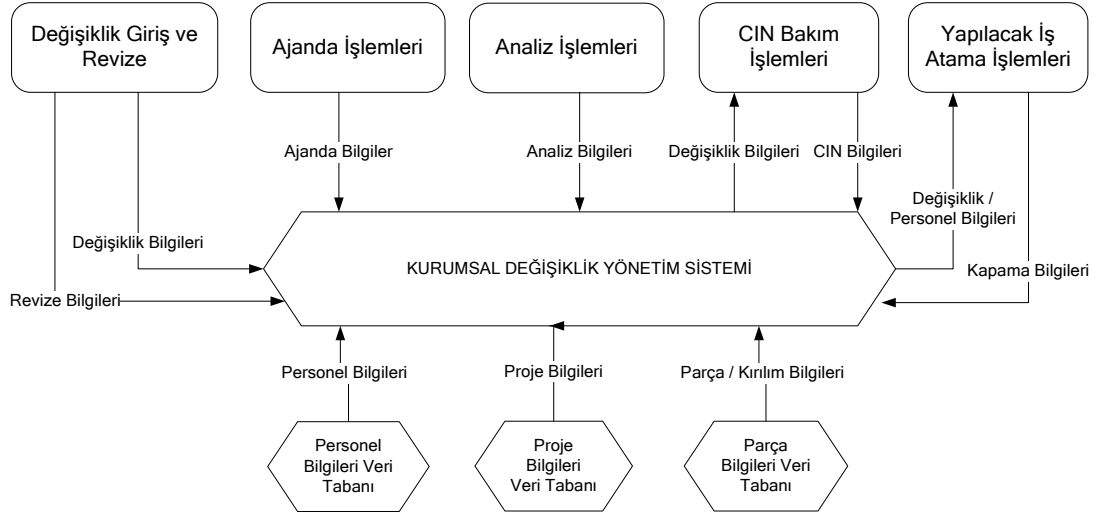 Değişiklik Giriş ve
Revize
Ajanda İşlemleri
Analiz İşlemleri
CIN Bakım
İşlemleri
Yapılacak İş
Atama İşlemleri
Ajanda Bilgiler
Analiz Bilgileri
Değişiklik Bilgileri
CIN Bilgileri
Değişiklik /
Personel Bilgileri
Değişiklik Bilgileri
KURUMSAL DEĞİŞİKLİK YÖNETİM SİSTEMİ
Kapama Bilgileri
Revize Bilgileri
Personel Bilgileri
Proje Bilgileri
Parça / Kırılım Bilgileri
Personel
Bilgileri Veri
Tabanı
Proje
Bilgileri
Veri Tabanı
Parça
Bilgileri Veri
Tabanı